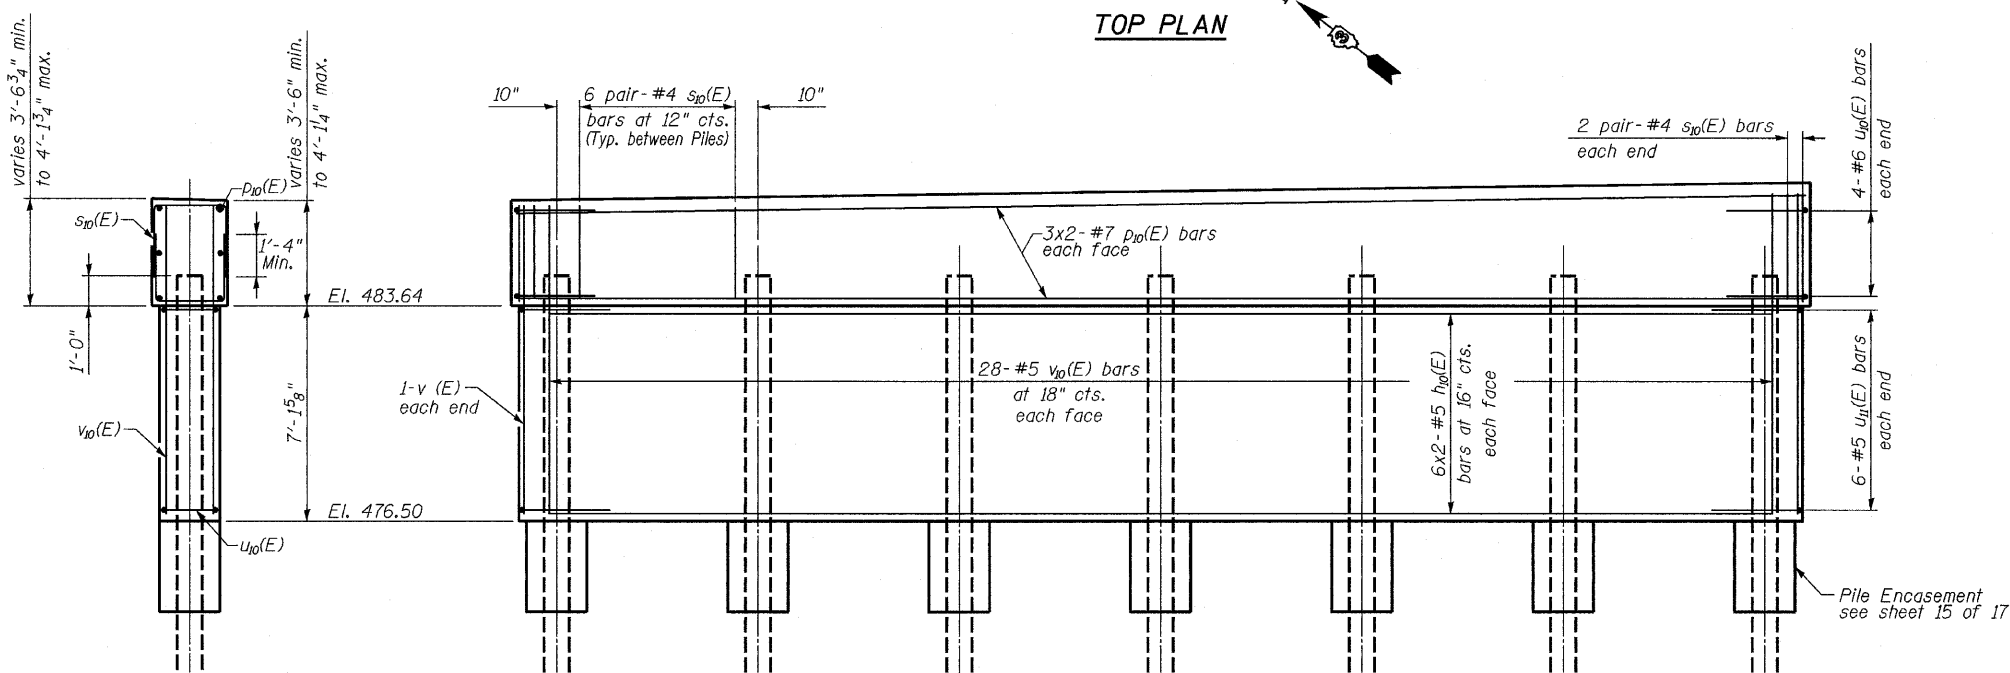 TOP PLAN
3
varies 3'-6¾" min.
to 4'-1¾" max.
varies 3'-6" min.
to 4'-1¼" max.
10"
6 pair- #4 s10(E)
bars at 12" cts.
(Typ. between Piles)
10"
2 pair- #4 s10(E) bars
each end
4- #6 u10(E) bars
each end
p10(E)
s10(E)
1'-4"
Min.
3x2- #7 p10(E) bars
each face
El. 483.64
1'-0"
1-v (E)
each end
28- #5 v10(E) bars
at 18" cts.
each face
6x2- #5 h10(E)
bars at 16" cts.
each face
6- #5 u11(E) bars
each end
v10(E)
7'-1⅝"
El. 476.50
u10(E)
Pile Encasement
see sheet 15 of 17